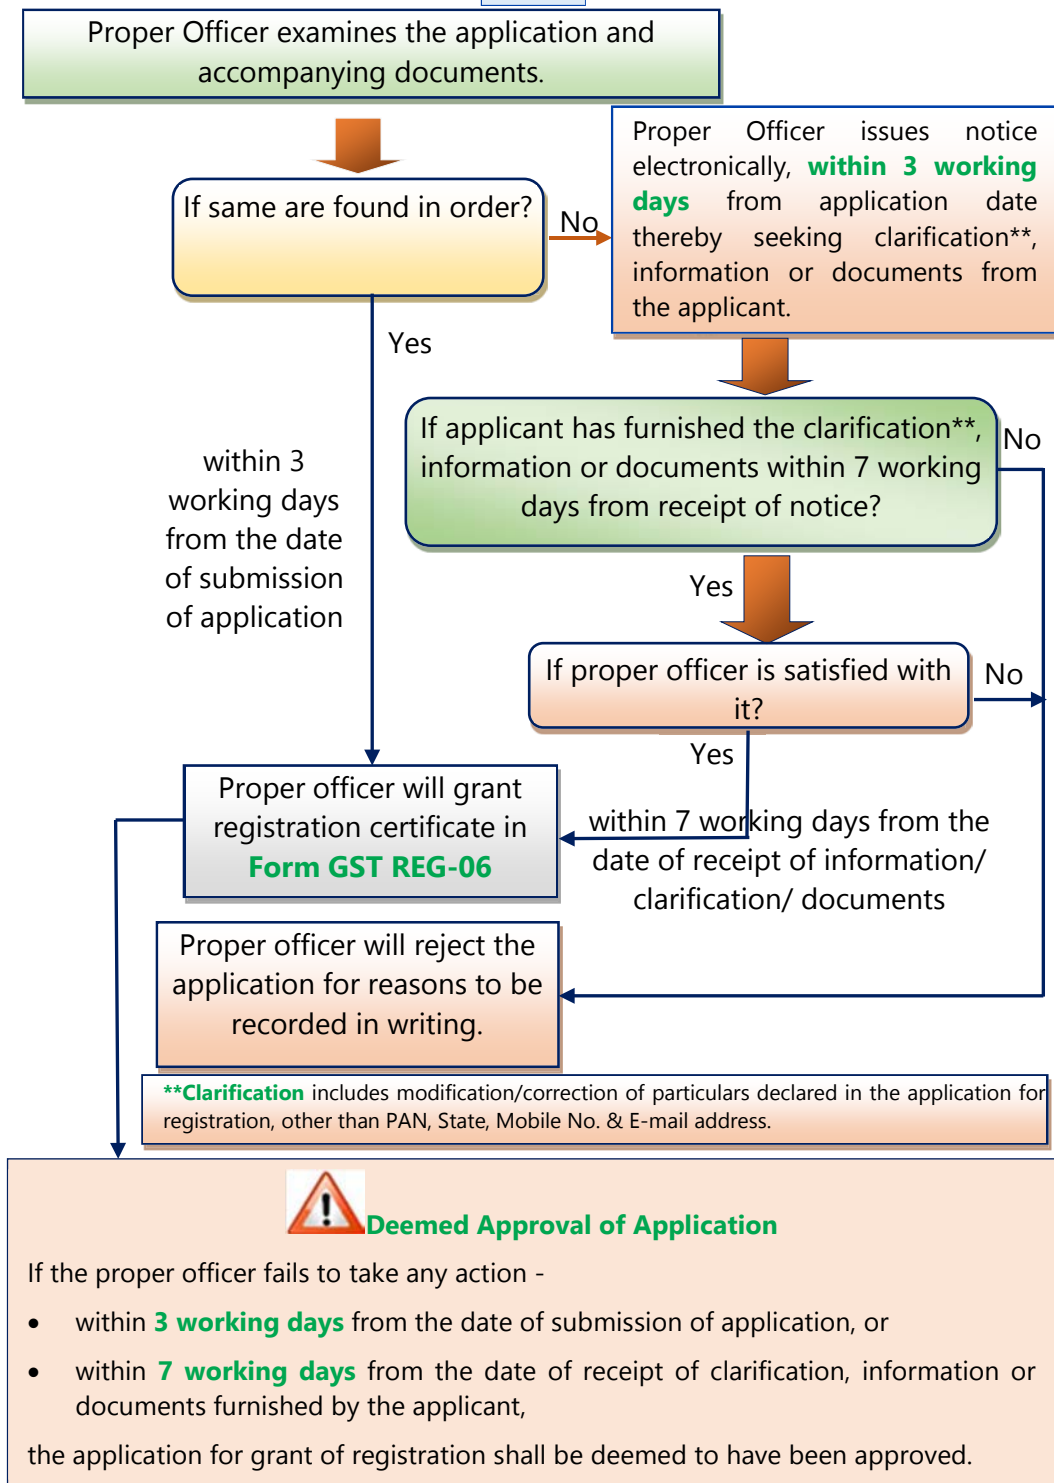 Proper Officer examines the application and
accompanying documents.
If same are found in order?
No
Proper Officer issues notice
electronically, within 3 working
days from application date
thereby seeking clarification**,
information or documents from
the applicant.
Yes
within 3
working days
from the date
of submission
of application
If applicant has furnished the clarification**,
information or documents within 7 working
days from receipt of notice?
No
Yes
If proper officer is satisfied with
it?
No
Yes
within 7 working days from the
date of receipt of information/
clarification/ documents
Proper officer will grant
registration certificate in
Form GST REG-06
Proper officer will reject the
application for reasons to be
recorded in writing.
**Clarification includes modification/correction of particulars declared in the application for
registration, other than PAN, State, Mobile No. & E-mail address.
Deemed Approval of Application
If the proper officer fails to take any action -
• within 3 working days from the date of submission of application, or
• within 7 working days from the date of receipt of clarification, information or
documents furnished by the applicant,
the application for grant of registration shall be deemed to have been approved.